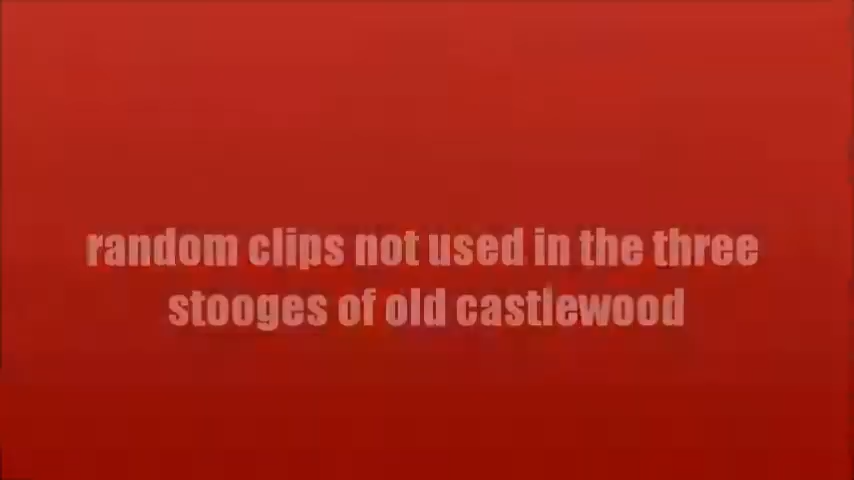 random clips not used in the three
stooges of old castlewood